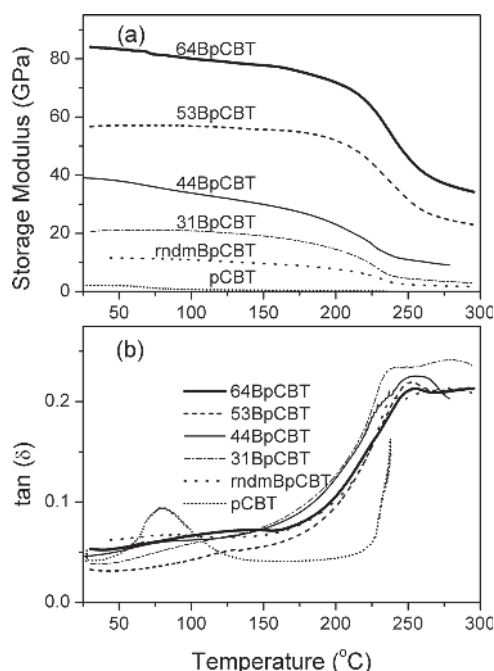 (a)
64BpCBT
53BpCBT
44BpCBT
31BpCBT
rndmBpCBT
pCBT
Storage Modulus (GPa)
80
60
40
20
0
50 100 150 200 250 300
(b)
64BpCBT
53BpCBT
44BpCBT
31BpCBT
rndmBpCBT
pCBT
tan (δ)
0.2
0.1
0.0
50 100 150 200 250 300
Temperature (°C)